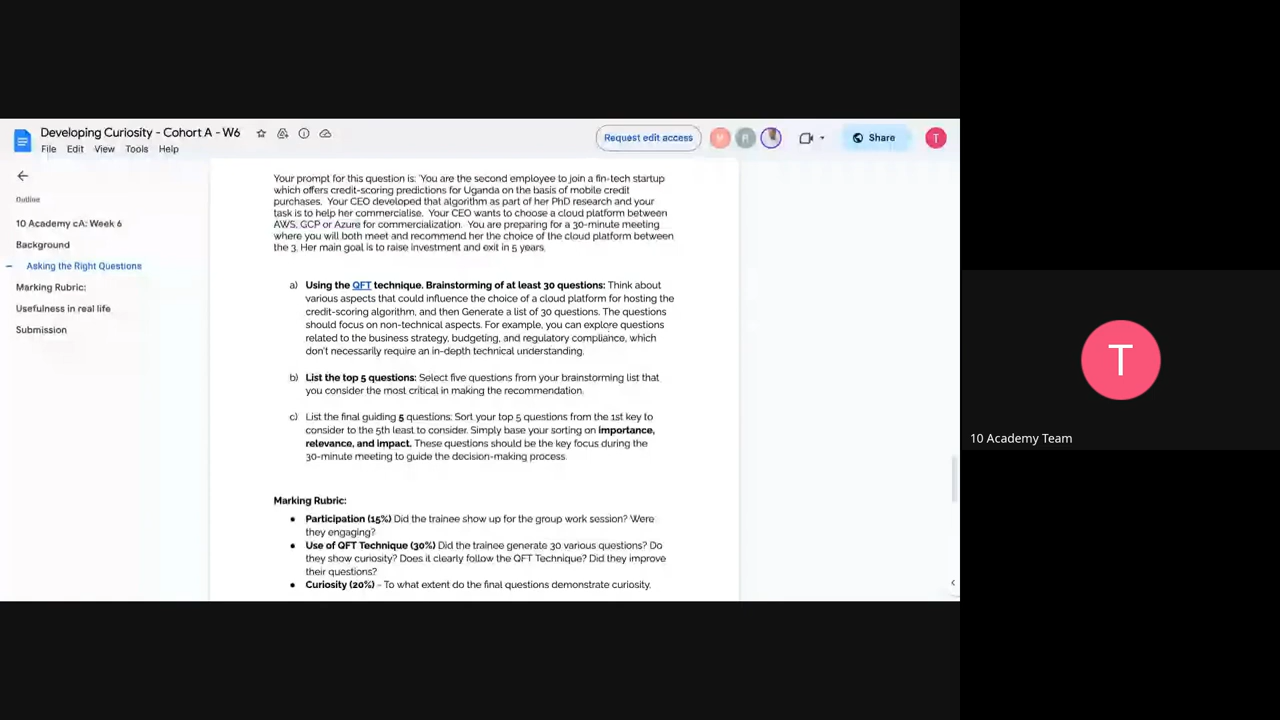 Developing Curiosity - Cohort A - W6
File Edit View Tools Help
Request edit access
Share
T
Outline
10 Academy cA: Week 6
Background
Asking the Right Questions
Marking Rubric:
Usefulness in real life
Submission
Your prompt for this question is: 'You are the second employee to join a fin-tech startup
which offers credit-scoring predictions for Uganda on the basis of mobile credit
purchases. Your CEO developed that algorithm as part of her PhD research and your
task is to help her commercialise. Your CEO wants to choose a cloud platform between
AWS, GCP or Azure for commercialization. You are preparing for a 30-minute meeting
where you will both meet and recommend her the choice of the cloud platform between
the 3. Her main goal is to raise investment and exit in 5 years.
a) Using the QFT technique. Brainstorming of at least 30 questions: Think about
various aspects that could influence the choice of a cloud platform for hosting the
credit-scoring algorithm, and then Generate a list of 30 questions. The questions
should focus on non-technical aspects. For example, you can explore questions
related to the business strategy, budgeting, and regulatory compliance, which
don't necessarily require an in-depth technical understanding.
b) List the top 5 questions: Select five questions from your brainstorming list that
you consider the most critical in making the recommendation.
c) List the final guiding 5 questions: Sort your top 5 questions from the 1st key to
consider to the 5th least to consider. Simply base your sorting on importance,
relevance, and impact. These questions should be the key focus during the
30-minute meeting to guide the decision-making process.
Marking Rubric:
● Participation (15%) Did the trainee show up for the group work session? Were
they engaging?
● Use of QFT Technique (30%) Did the trainee generate 30 various questions? Do
they show curiosity? Does it clearly follow the QFT Technique? Did they improve
their questions?
● Curiosity (20%) - To what extent do the final questions demonstrate curiosity.
T
10 Academy Team